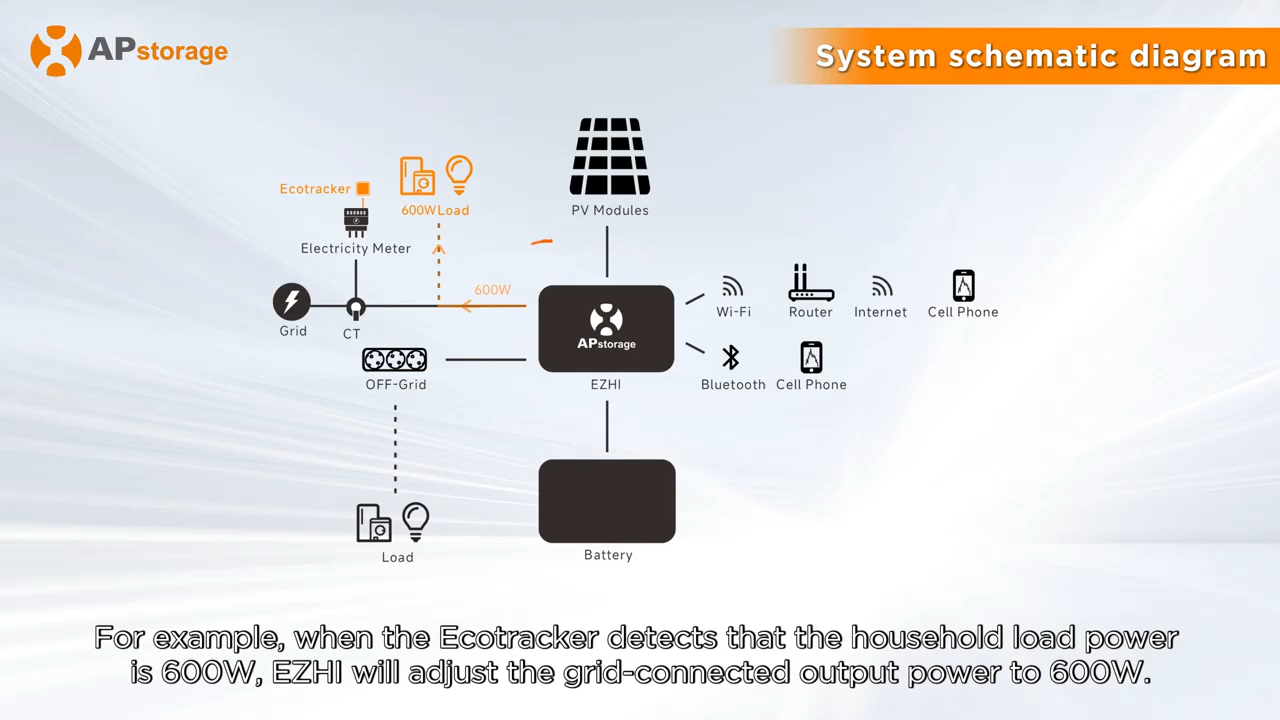 APstorage
System schematic diagram
Ecotracker
600W Load
PV Modules
Electricity Meter
600W
Grid
CT
APstorage
Wi-Fi
Router
Internet
Cell Phone
OFF-Grid
EZHI
Bluetooth
Cell Phone
Load
Battery
For example, when the Ecotracker detects that the household load power
is 600W, EZHI will adjust the grid-connected output power to 600W.